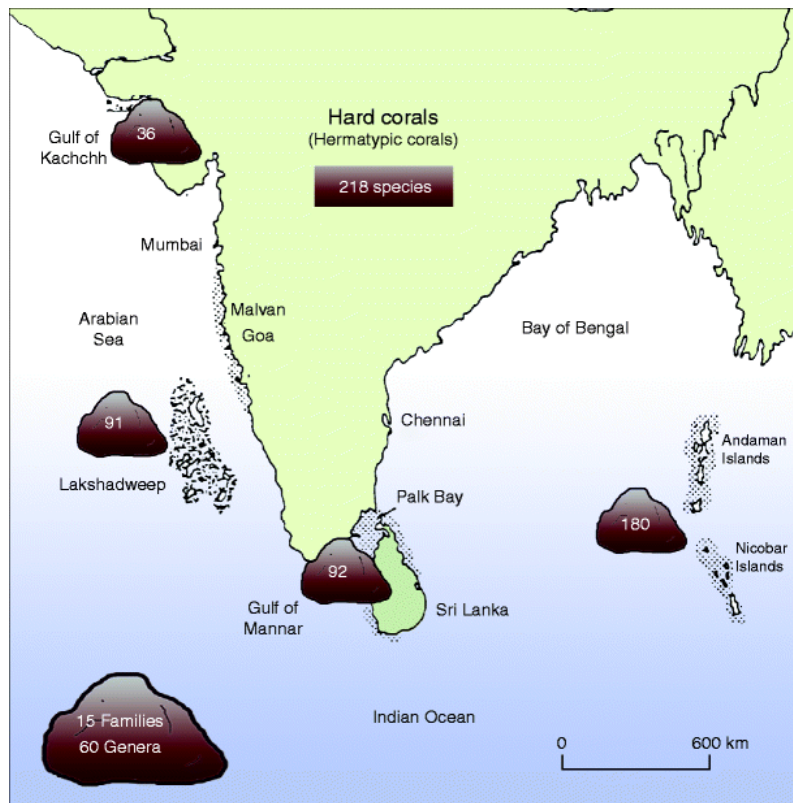 Hard corals
(Hermatypic corals)
218 species
36
Gulf of
Kachchh
Mumbai
Malvan
Goa
Arabian
Sea
Bay of Bengal
91
Lakshadweep
Chennai
Andaman
Islands
Palk Bay
180
Nicobar
Islands
92
Gulf of
Mannar
Sri Lanka
15 Families
60 Genera
Indian Ocean
0 600 km